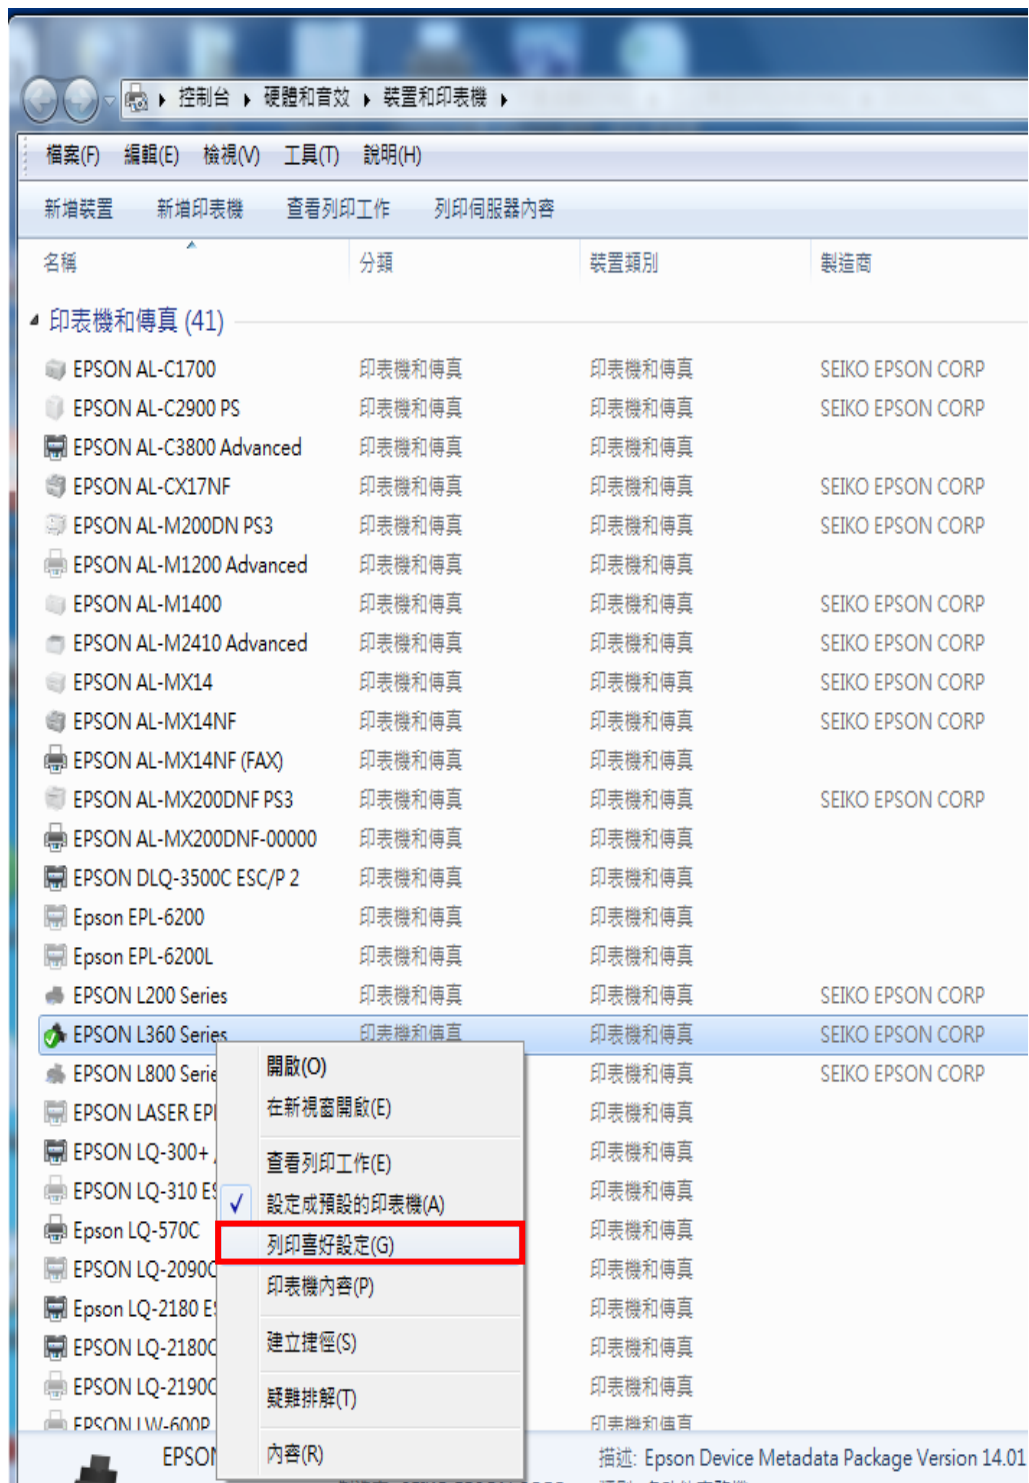 控制台 硬體和音效 裝置和印表機
檔案(F) 編輯(E) 檢視(V) 工具(T) 說明(H)
新增裝置 新增印表機 查看列印工作 列印伺服器內容
名稱 分類 裝置類別 製造商
印表機和傳真 (41)
EPSON AL-C1700 印表機和傳真 印表機和傳真 SEIKO EPSON CORP
EPSON AL-C2900 PS 印表機和傳真 印表機和傳真 SEIKO EPSON CORP
EPSON AL-C3800 Advanced 印表機和傳真 印表機和傳真
EPSON AL-CX17NF 印表機和傳真 印表機和傳真 SEIKO EPSON CORP
EPSON AL-M200DN PS3 印表機和傳真 印表機和傳真 SEIKO EPSON CORP
EPSON AL-M1200 Advanced 印表機和傳真 印表機和傳真
EPSON AL-M1400 印表機和傳真 印表機和傳真 SEIKO EPSON CORP
EPSON AL-M2410 Advanced 印表機和傳真 印表機和傳真 SEIKO EPSON CORP
EPSON AL-MX14 印表機和傳真 印表機和傳真 SEIKO EPSON CORP
EPSON AL-MX14NF 印表機和傳真 印表機和傳真 SEIKO EPSON CORP
EPSON AL-MX14NF (FAX) 印表機和傳真 印表機和傳真
EPSON AL-MX200DNF PS3 印表機和傳真 印表機和傳真 SEIKO EPSON CORP
EPSON AL-MX200DNF-00000 印表機和傳真 印表機和傳真
EPSON DLQ-3500C ESC/P 2 印表機和傳真 印表機和傳真
Epson EPL-6200 印表機和傳真 印表機和傳真
Epson EPL-6200L 印表機和傳真 印表機和傳真
EPSON L200 Series 印表機和傳真 印表機和傳真 SEIKO EPSON CORP
EPSON L360 Series 印表機和傳真 印表機和傳真 SEIKO EPSON CORP
EPSON L800 Serie 印表機和傳真 SEIKO EPSON CORP
EPSON LASER EP 印表機和傳真
EPSON LQ-300+ 印表機和傳真
EPSON LQ-310 ES 印表機和傳真
Epson LQ-570C 印表機和傳真
EPSON LQ-2090C 印表機和傳真
Epson LQ-2180 E 印表機和傳真
EPSON LQ-2180C 印表機和傳真
EPSON LQ-2190C 印表機和傳真
EPSON LW-600P 印表機和傳真
開啟(O)
在新視窗開啟(E)
查看列印工作(E)
設定成預設的印表機(A)
列印喜好設定(G)
印表機內容(P)
建立捷徑(S)
疑難排解(T)
內容(R)
EPSO 描述: Epson Device Metadata Package Version 14.01